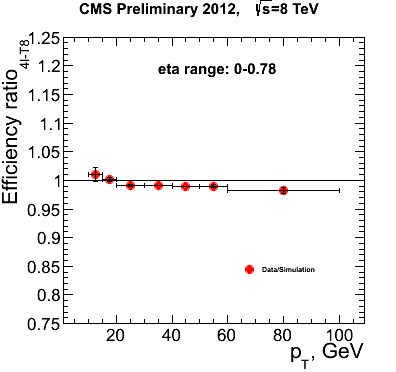 CMS Preliminary 2012, √s=8 TeV
eta range: 0-0.78
Efficiency ratio 4l-T8
1.25
1.2
1.15
1.1
1.05
1
0.95
0.9
0.85
0.8
0.75
Data/Simulation
20 40 60 80 100
pT, GeV